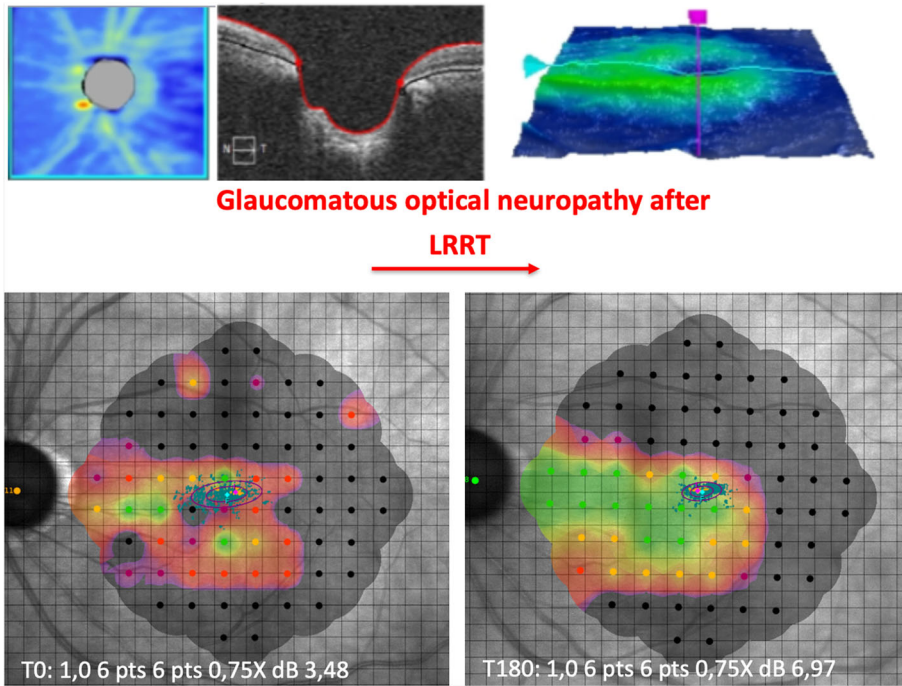 N T
Glaucomatous optical neuropathy after
LRRT
11
T0: 1,0 6 pts 6 pts 0,75X dB 3,48
T180: 1,0 6 pts 6 pts 0,75X dB 6,97